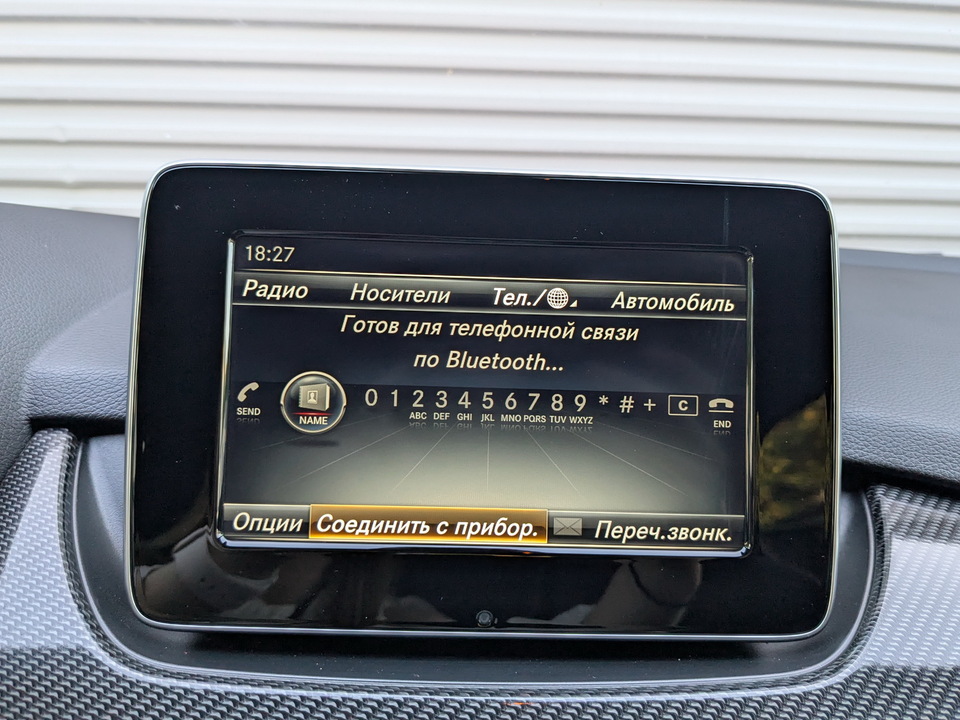 18:27
Радио Носители Тел./ Автомобиль
Готов для телефонной связи
по Bluetooth...
SEND NAME 0 1 2 3 4 5 6 7 8 9 * # + C END
ABC DEF GHI JKL MNO PQRS TUV WXYZ
Опции Соединить с прибор. Переч.звонк.